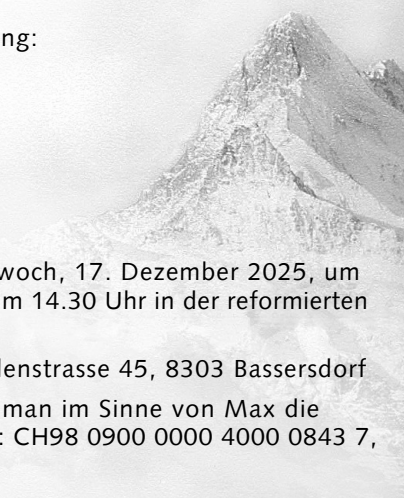 ng:
woch, 17. Dezember 2025, um
m 14.30 Uhr in der reformierten
lenstrasse 45, 8303 Bassersdorf
man im Sinne von Max die
: CH98 0900 0000 4000 0843 7,